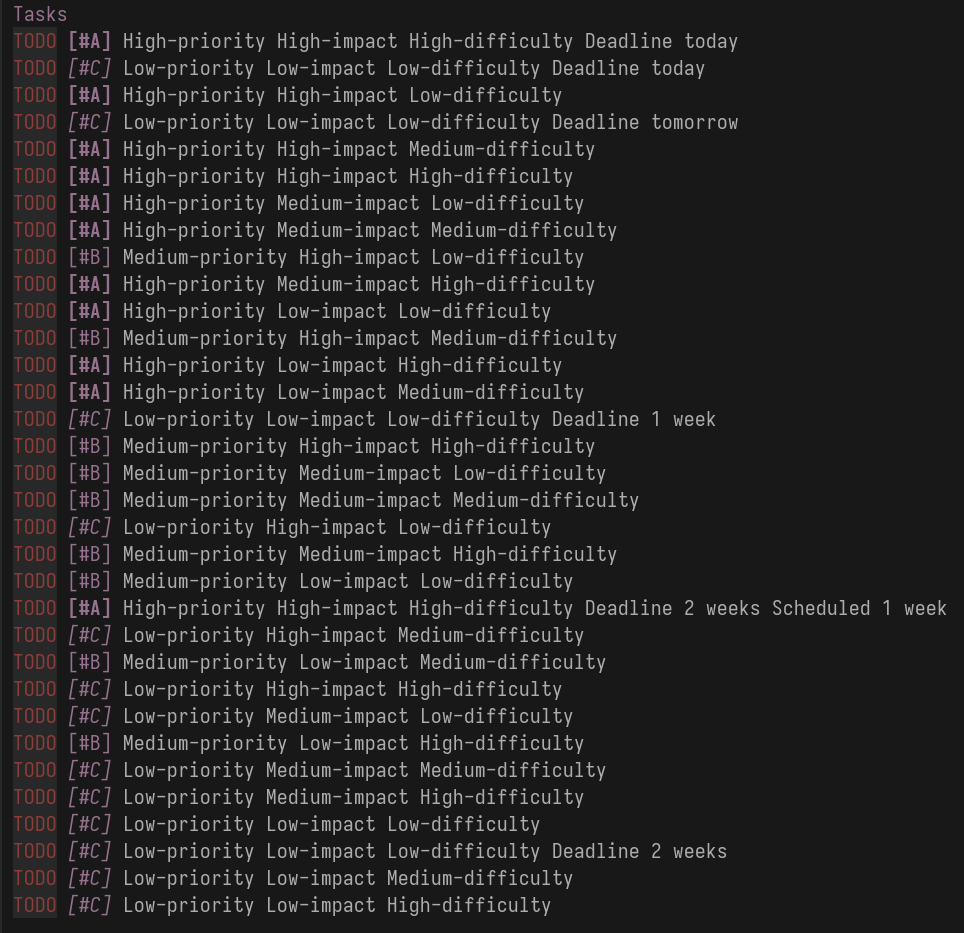 Tasks
TODO [#A] High-priority High-impact High-difficulty Deadline today
TODO [#C] Low-priority Low-impact Low-difficulty Deadline today
TODO [#A] High-priority High-impact Low-difficulty
TODO [#C] Low-priority Low-impact Low-difficulty Deadline tomorrow
TODO [#A] High-priority High-impact Medium-difficulty
TODO [#A] High-priority High-impact High-difficulty
TODO [#A] High-priority Medium-impact Low-difficulty
TODO [#A] High-priority Medium-impact Medium-difficulty
TODO [#B] Medium-priority High-impact Low-difficulty
TODO [#A] High-priority Medium-impact High-difficulty
TODO [#A] High-priority Low-impact Low-difficulty
TODO [#B] Medium-priority High-impact Medium-difficulty
TODO [#A] High-priority Low-impact High-difficulty
TODO [#A] High-priority Low-impact Medium-difficulty
TODO [#C] Low-priority Low-impact Low-difficulty Deadline 1 week
TODO [#B] Medium-priority High-impact High-difficulty
TODO [#B] Medium-priority Medium-impact Low-difficulty
TODO [#B] Medium-priority Medium-impact Medium-difficulty
TODO [#C] Low-priority High-impact Low-difficulty
TODO [#B] Medium-priority Medium-impact High-difficulty
TODO [#B] Medium-priority Low-impact Low-difficulty
TODO [#A] High-priority High-impact High-difficulty Deadline 2 weeks Scheduled 1 week
TODO [#C] Low-priority High-impact Medium-difficulty
TODO [#B] Medium-priority Low-impact Medium-difficulty
TODO [#C] Low-priority High-impact High-difficulty
TODO [#C] Low-priority Medium-impact Low-difficulty
TODO [#B] Medium-priority Low-impact High-difficulty
TODO [#C] Low-priority Medium-impact Medium-difficulty
TODO [#C] Low-priority Medium-impact High-difficulty
TODO [#C] Low-priority Low-impact Low-difficulty
TODO [#C] Low-priority Low-impact Low-difficulty Deadline 2 weeks
TODO [#C] Low-priority Low-impact Medium-difficulty
TODO [#C] Low-priority Low-impact High-difficulty